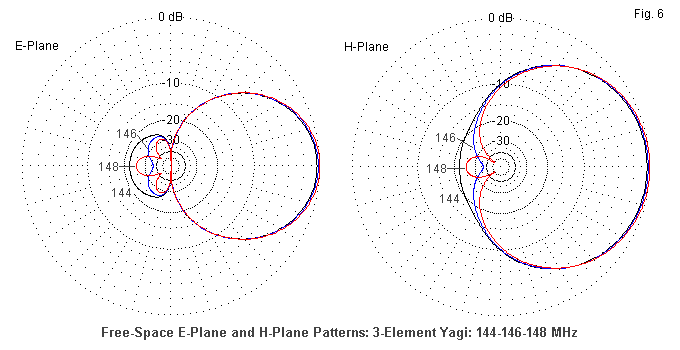 0 dB
0 dB
Fig. 6
E-Plane
H-Plane
-10
-10
-20
-20
146
-30
146
-30
148
148
144
144
Free-Space E-Plane and H-Plane Patterns: 3-Element Yagi: 144-146-148 MHz